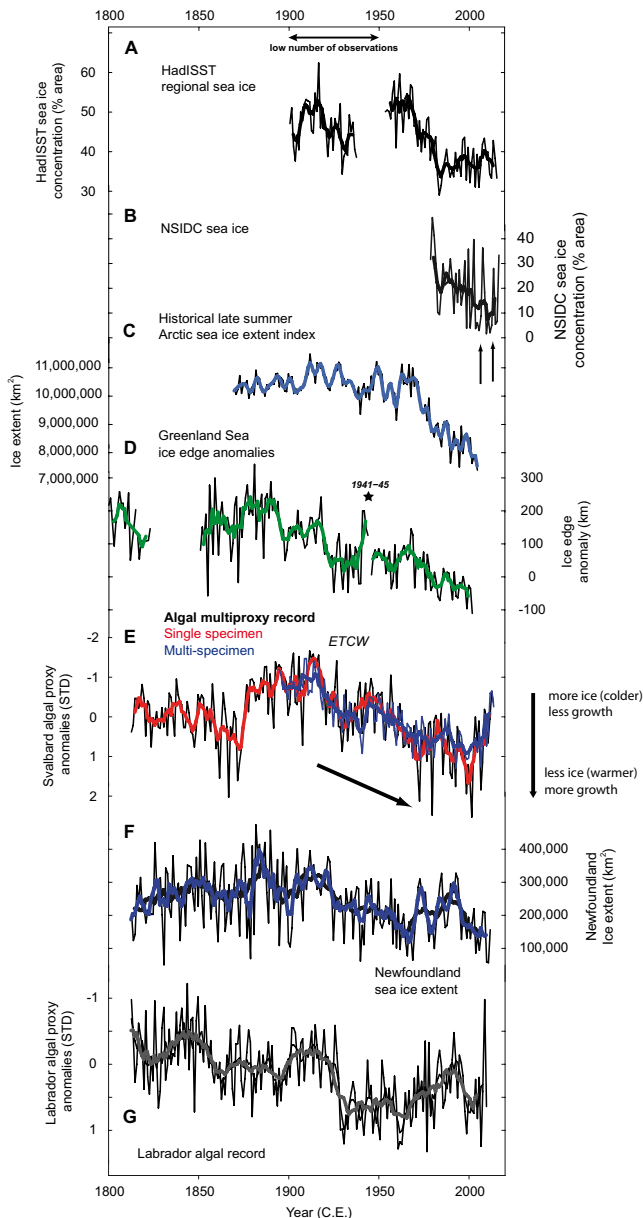 1800 1850 1900 1950 2000
low number of observations
A
HadISST
regional sea ice
HadISST sea ice
concentration (% area)
60
50
40
30
B
NSIDC sea ice
40
30
20
10
0
NSIDC sea ice
concentration (% area)
C
Historical late summer
Arctic sea ice extent index
11,000,000
10,000,000
9,000,000
8,000,000
7,000,000
Ice extent (km²)
D
Greenland Sea
ice edge anomalies
1941–45
300
200
100
0
-100
Ice edge
anomaly (km)
Algal multiproxy record
E
Single specimen
Multi-specimen
ETCW
-2
-1
0
1
2
Svalbard algal proxy
anomalies (STD)
more ice (colder)
less growth
less ice (warmer)
more growth
F
400,000
300,000
200,000
100,000
Newfoundland
Ice extent (km²)
Newfoundland
sea ice extent
-1
0
1
Labrador algal proxy
anomalies (STD)
G
Labrador algal record
1800 1850 1900 1950 2000
Year (C.E.)